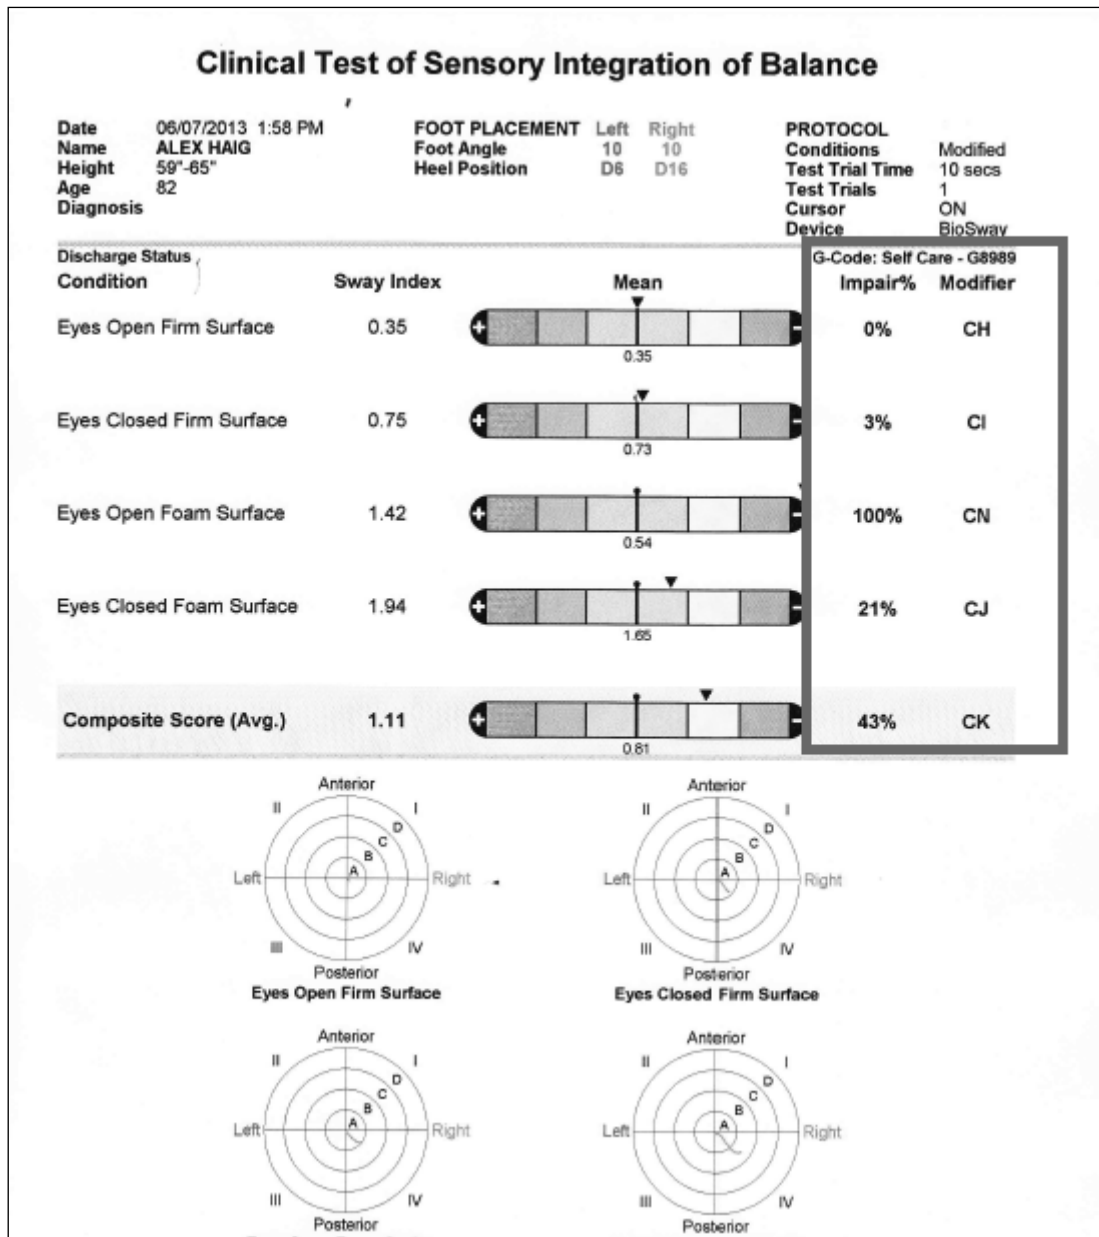 Clinical Test of Sensory Integration of Balance
Date 06/07/2013 1:58 PM FOOT PLACEMENT Left Right PROTOCOL
Name ALEX HAIG Foot Angle 10 10 Conditions Modified
Height 59"-65" Heel Position D6 D16 Test Trial Time 10 secs
Age 82 Test Trials 1
Diagnosis Cursor ON
Device BioSway
Discharge Status G-Code: Self Care - G8989
Condition Sway Index Mean Impair% Modifier
Eyes Open Firm Surface 0.35 + - 0% CH
0.35
Eyes Closed Firm Surface 0.75 + - 3% CI
0.73
Eyes Open Foam Surface 1.42 + - 100% CN
0.54
Eyes Closed Foam Surface 1.94 + - 21% CJ
1.65
Composite Score (Avg.) 1.11 + - 43% CK
0.81
Anterior Anterior
II I II I
D D
C C
B B
A A
Left Right Left Right
III IV III IV
Posterior Posterior
Eyes Open Firm Surface Eyes Closed Firm Surface
Anterior Anterior
II I II I
D D
C C
B B
A A
Left Right Left Right
III IV III IV
Posterior Posterior